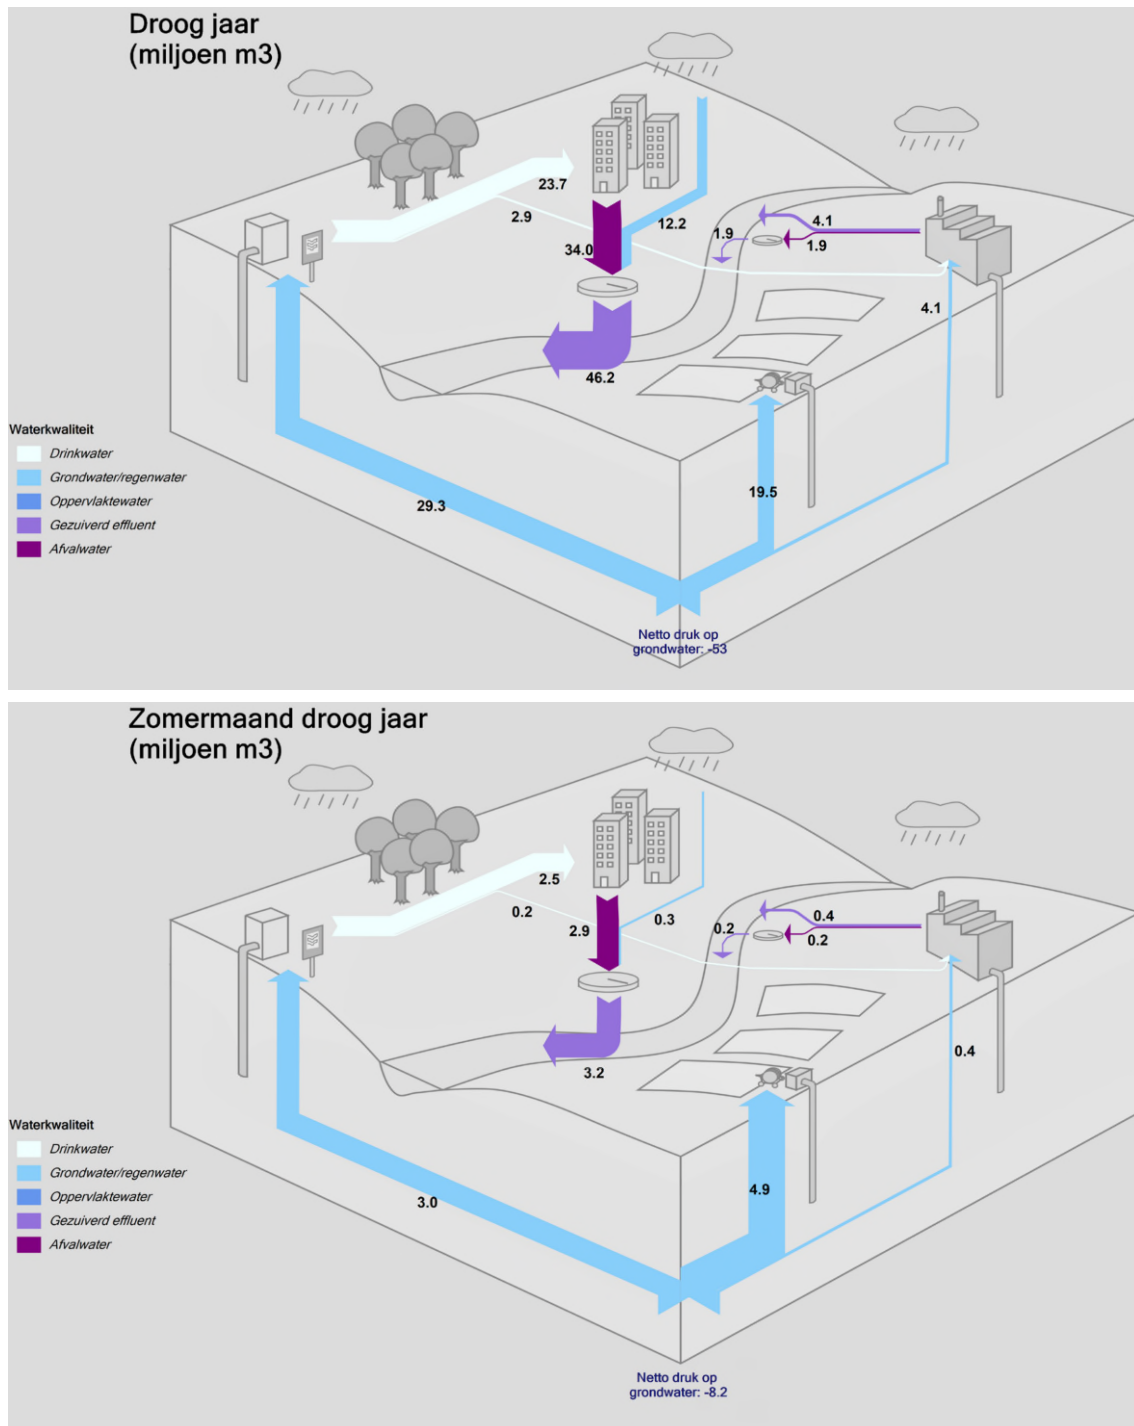 Droog jaar
(miljoen m3)
23.7
2.9
34.0
12.2
1.9
4.1
1.9
4.1
46.2
Waterkwaliteit
Drinkwater
Grondwater/regenwater
Oppervlaktewater
Gezuiverd effluent
Afvalwater
29.3
19.5
Netto druk op
grondwater: -53
Zomermaand droog jaar
(miljoen m3)
2.5
0.2
2.9
0.3
0.2
0.4
0.2
0.4
3.2
Waterkwaliteit
Drinkwater
Grondwater/regenwater
Oppervlaktewater
Gezuiverd effluent
Afvalwater
3.0
4.9
Netto druk op
grondwater: -8.2